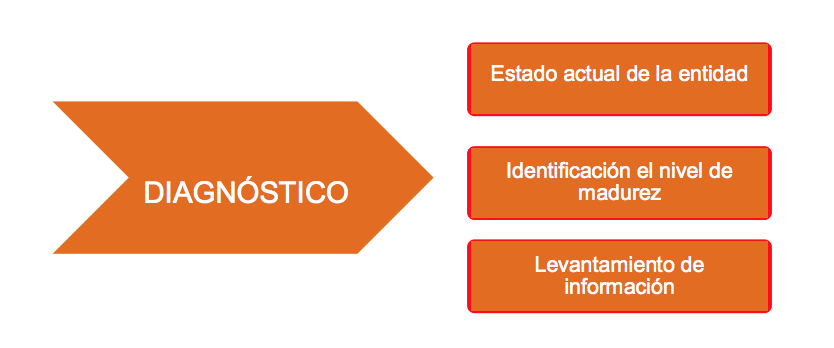 DIAGNÓSTICO
Estado actual de la entidad
Identificación el nivel de
madurez
Levantamiento de
información